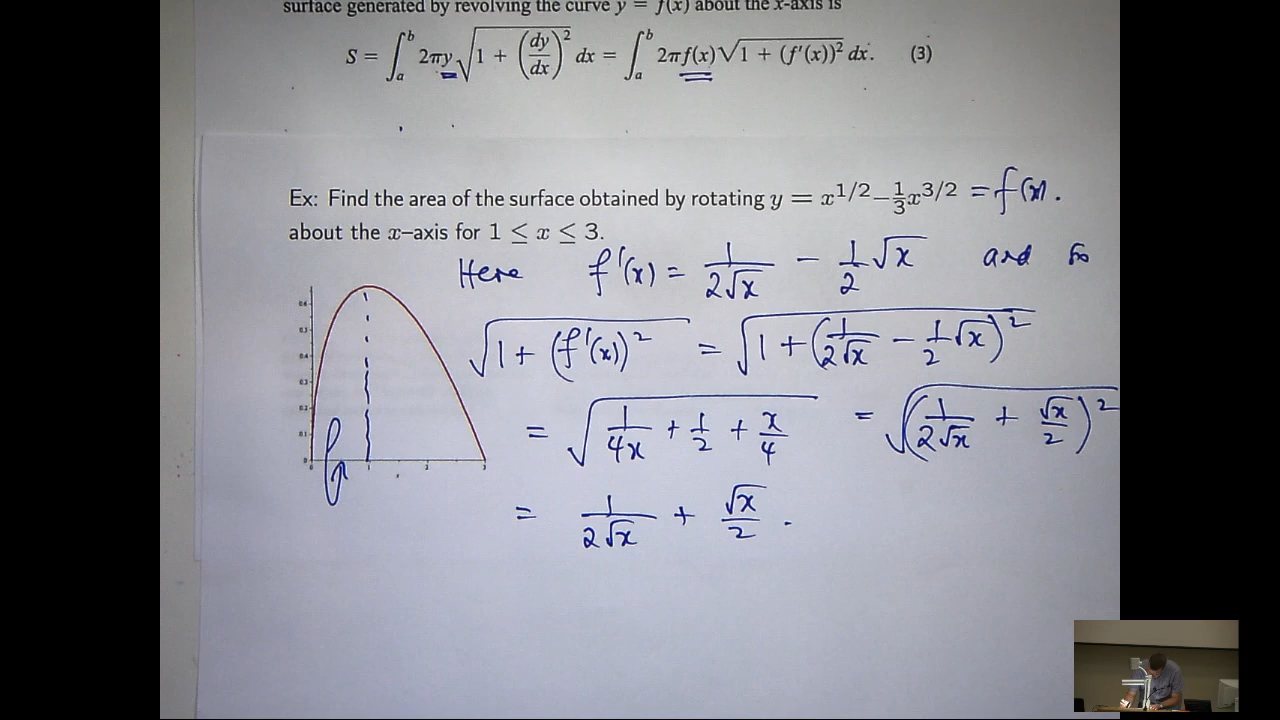 surface generated by revolving the curve y = f(x) about the x-axis is
S = ∫_a^b 2πy √(1 + (dy/dx)²) dx = ∫_a^b 2πf(x)√(1 + (f′(x))²) dx. (3)
Ex: Find the area of the surface obtained by rotating y = x^{1/2} − 1/3 x^{3/2} = f(x).
about the x–axis for 1 ≤ x ≤ 3.
Here f'(x) = 1/(2√x) − 1/2 √x and so
√(1 + (f'(x))²) = √(1 + (1/(2√x) − 1/2 √x)²)
= √(1/(4x) + 1/2 + x/4) = √((1/(2√x) + √x/2)²)
= 1/(2√x) + √x/2 .